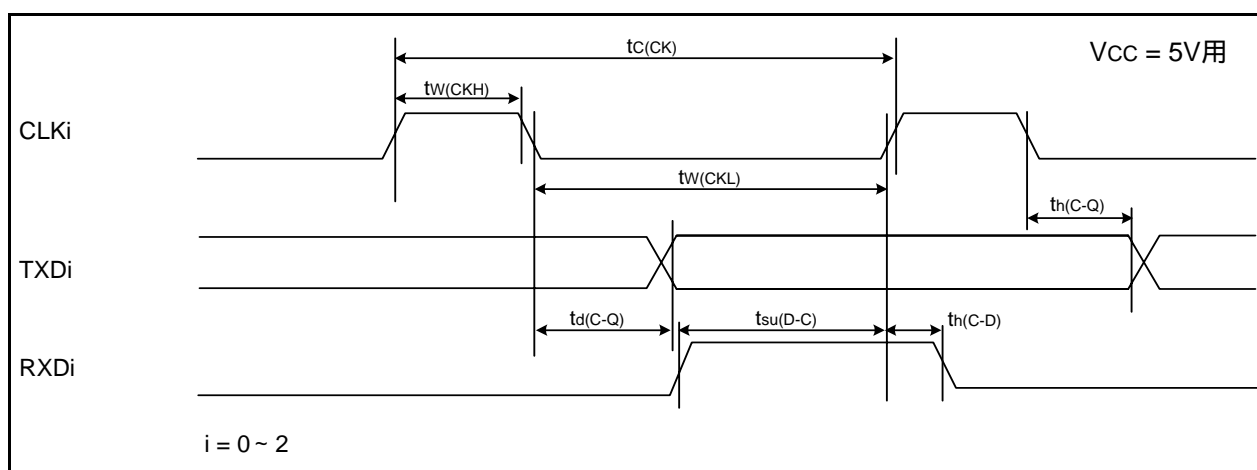 tC(CK)
VCC = 5V用
tW(CKH)
CLKi
tW(CKL)
th(C-Q)
TXDi
td(C-Q)
tsu(D-C)
th(C-D)
RXDi
i = 0 ~ 2